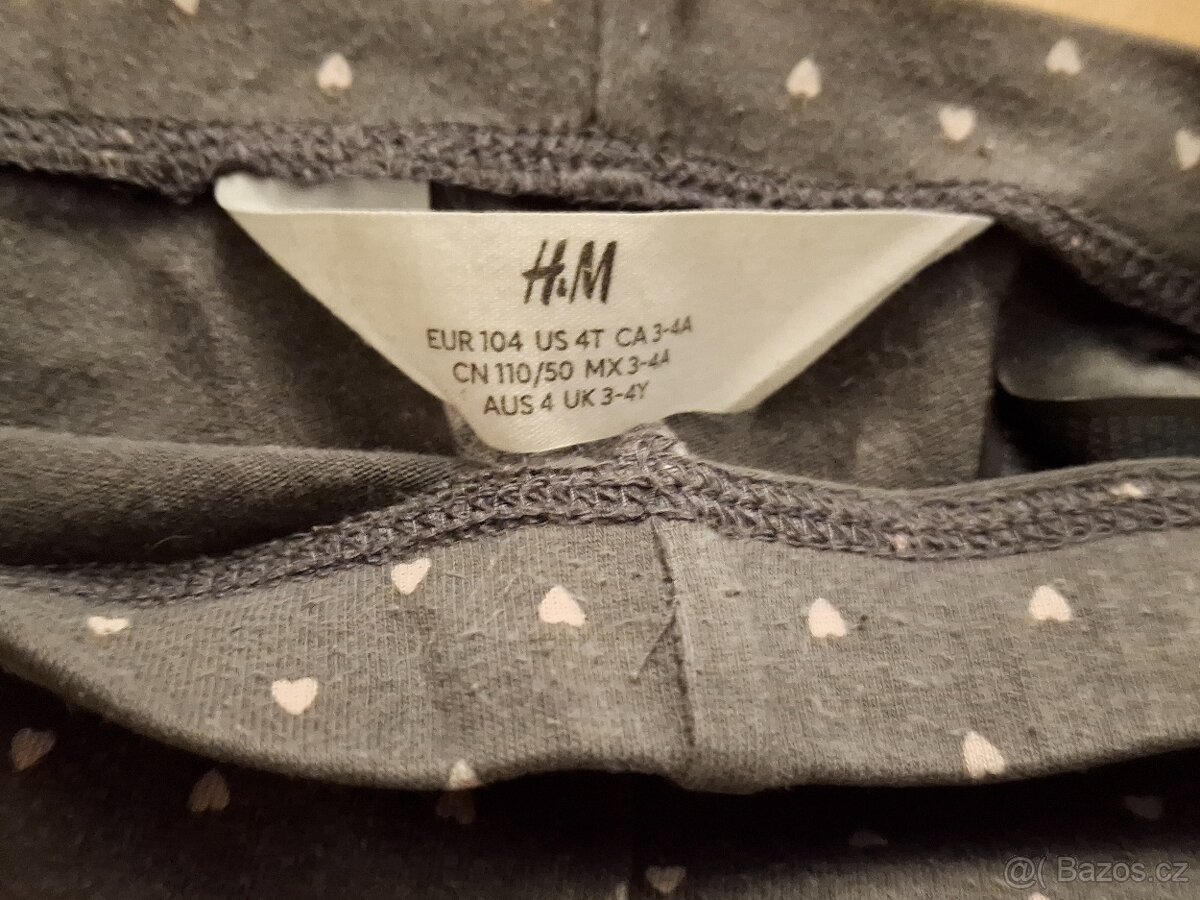 H&M
EUR 104 US 4T CA 3-4A
CN 110/50 MX 3-4A
AUS 4 UK 3-4Y
@( Bazos.cz